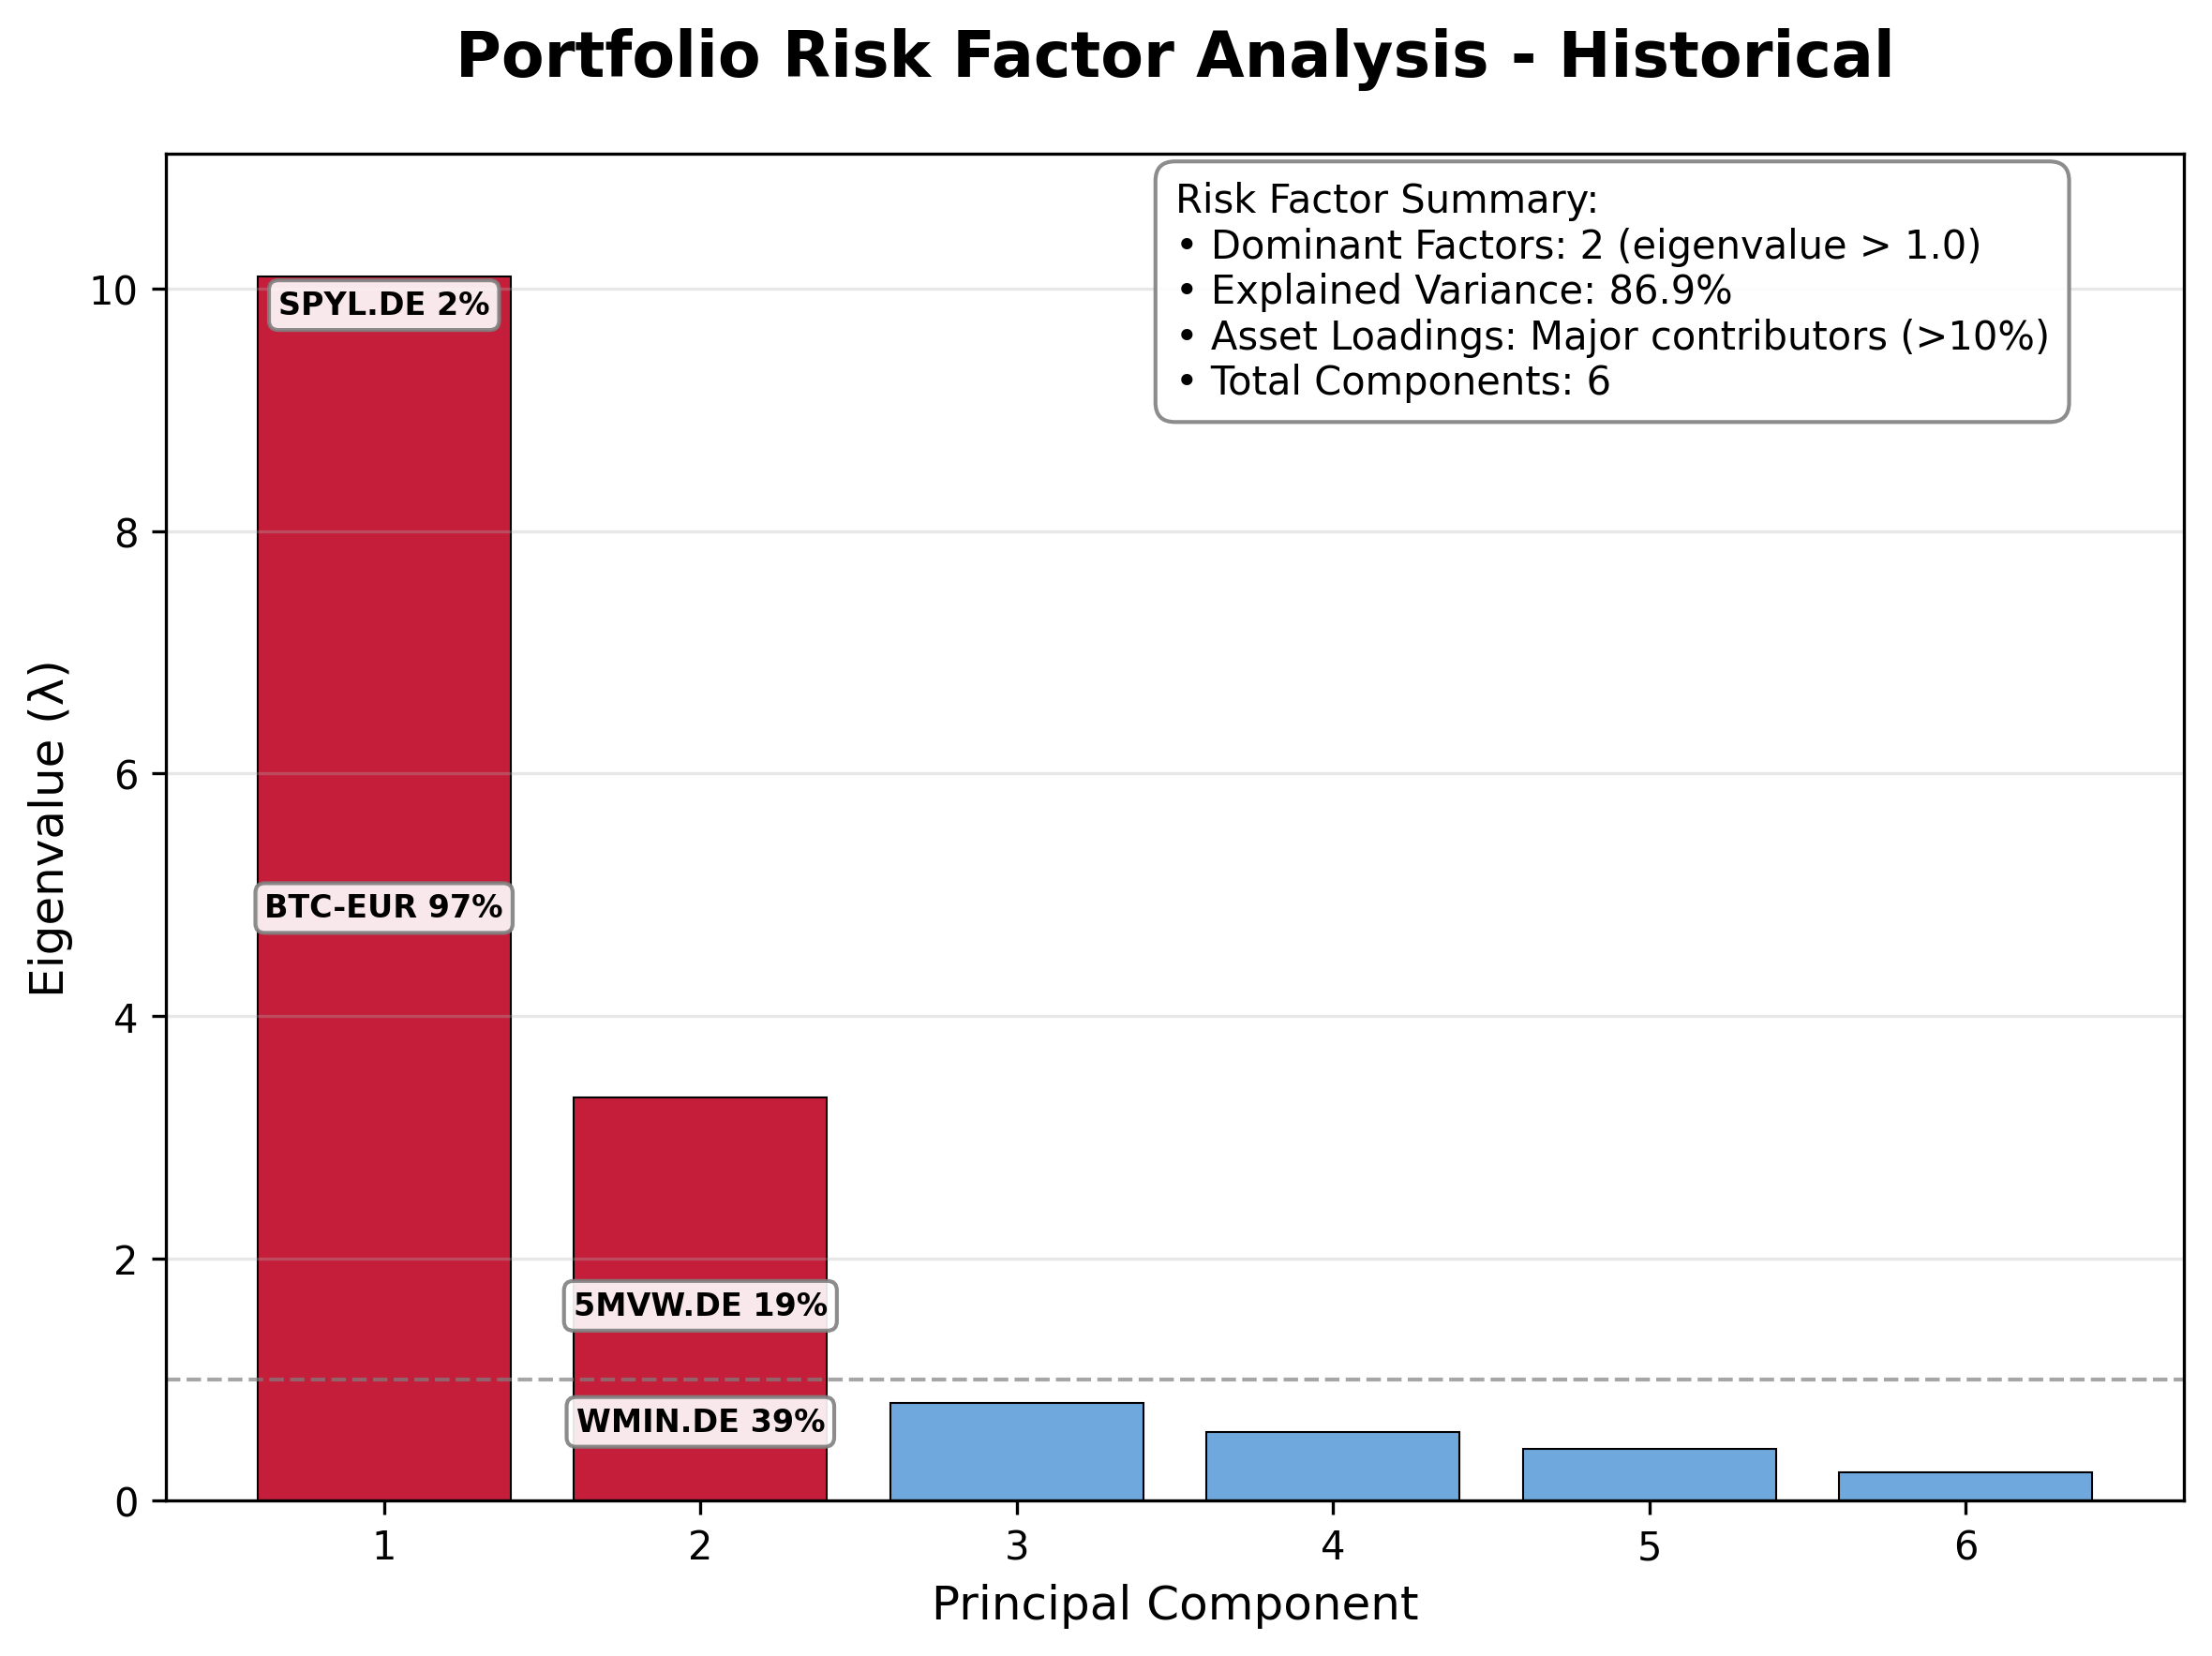 Portfolio Risk Factor Analysis - Historical
Risk Factor Summary:
• Dominant Factors: 2 (eigenvalue > 1.0)
• Explained Variance: 86.9%
• Asset Loadings: Major contributors (>10%)
• Total Components: 6
Eigenvalue (λ)
10
8
6
4
2
0
SPYL.DE 2%
BTC-EUR 97%
5MVW.DE 19%
WMIN.DE 39%
1
2
3
4
5
6
Principal Component